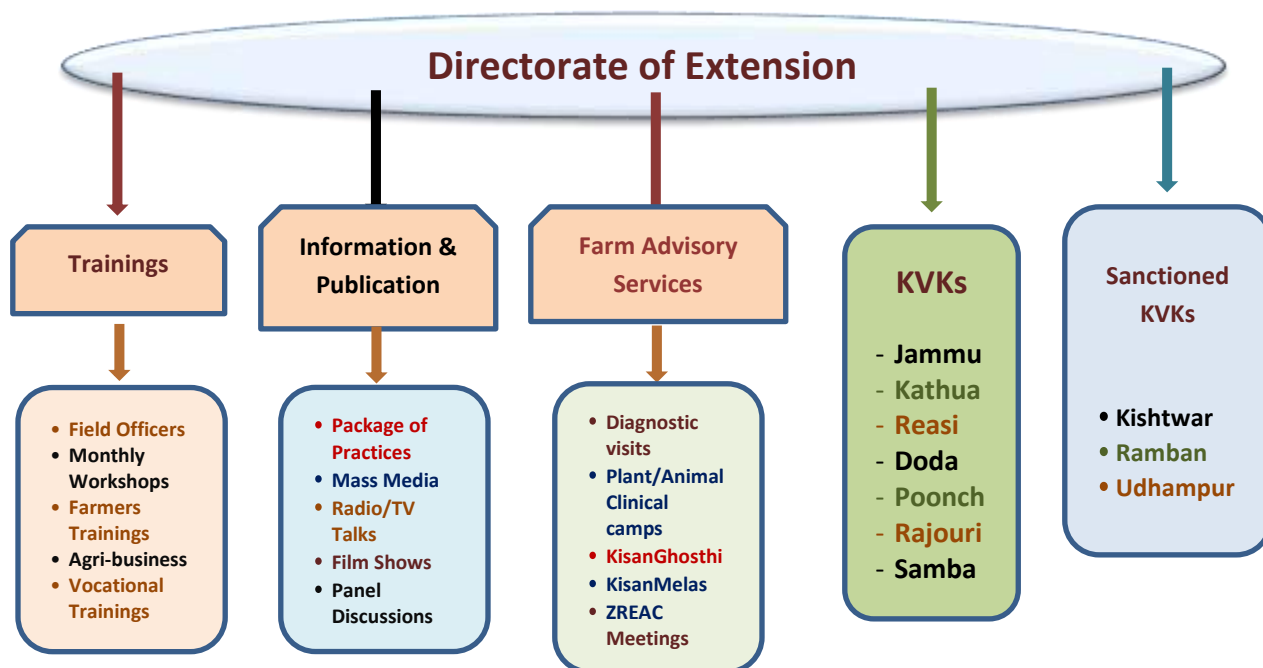 Directorate of Extension
Trainings
• Field Officers
• Monthly
Workshops
• Farmers
Trainings
• Agri-business
• Vocational
Trainings
Information &
Publication
• Package of
Practices
• Mass Media
• Radio/TV
Talks
• Film Shows
• Panel
Discussions
Farm Advisory
Services
• Diagnostic
visits
• Plant/Animal
Clinical
camps
• KisanGhosthi
• KisanMelas
• ZREAC
Meetings
KVKs
- Jammu
- Kathua
- Reasi
- Doda
- Poonch
- Rajouri
- Samba
Sanctioned
KVKs
• Kishtwar
• Ramban
• Udhampur